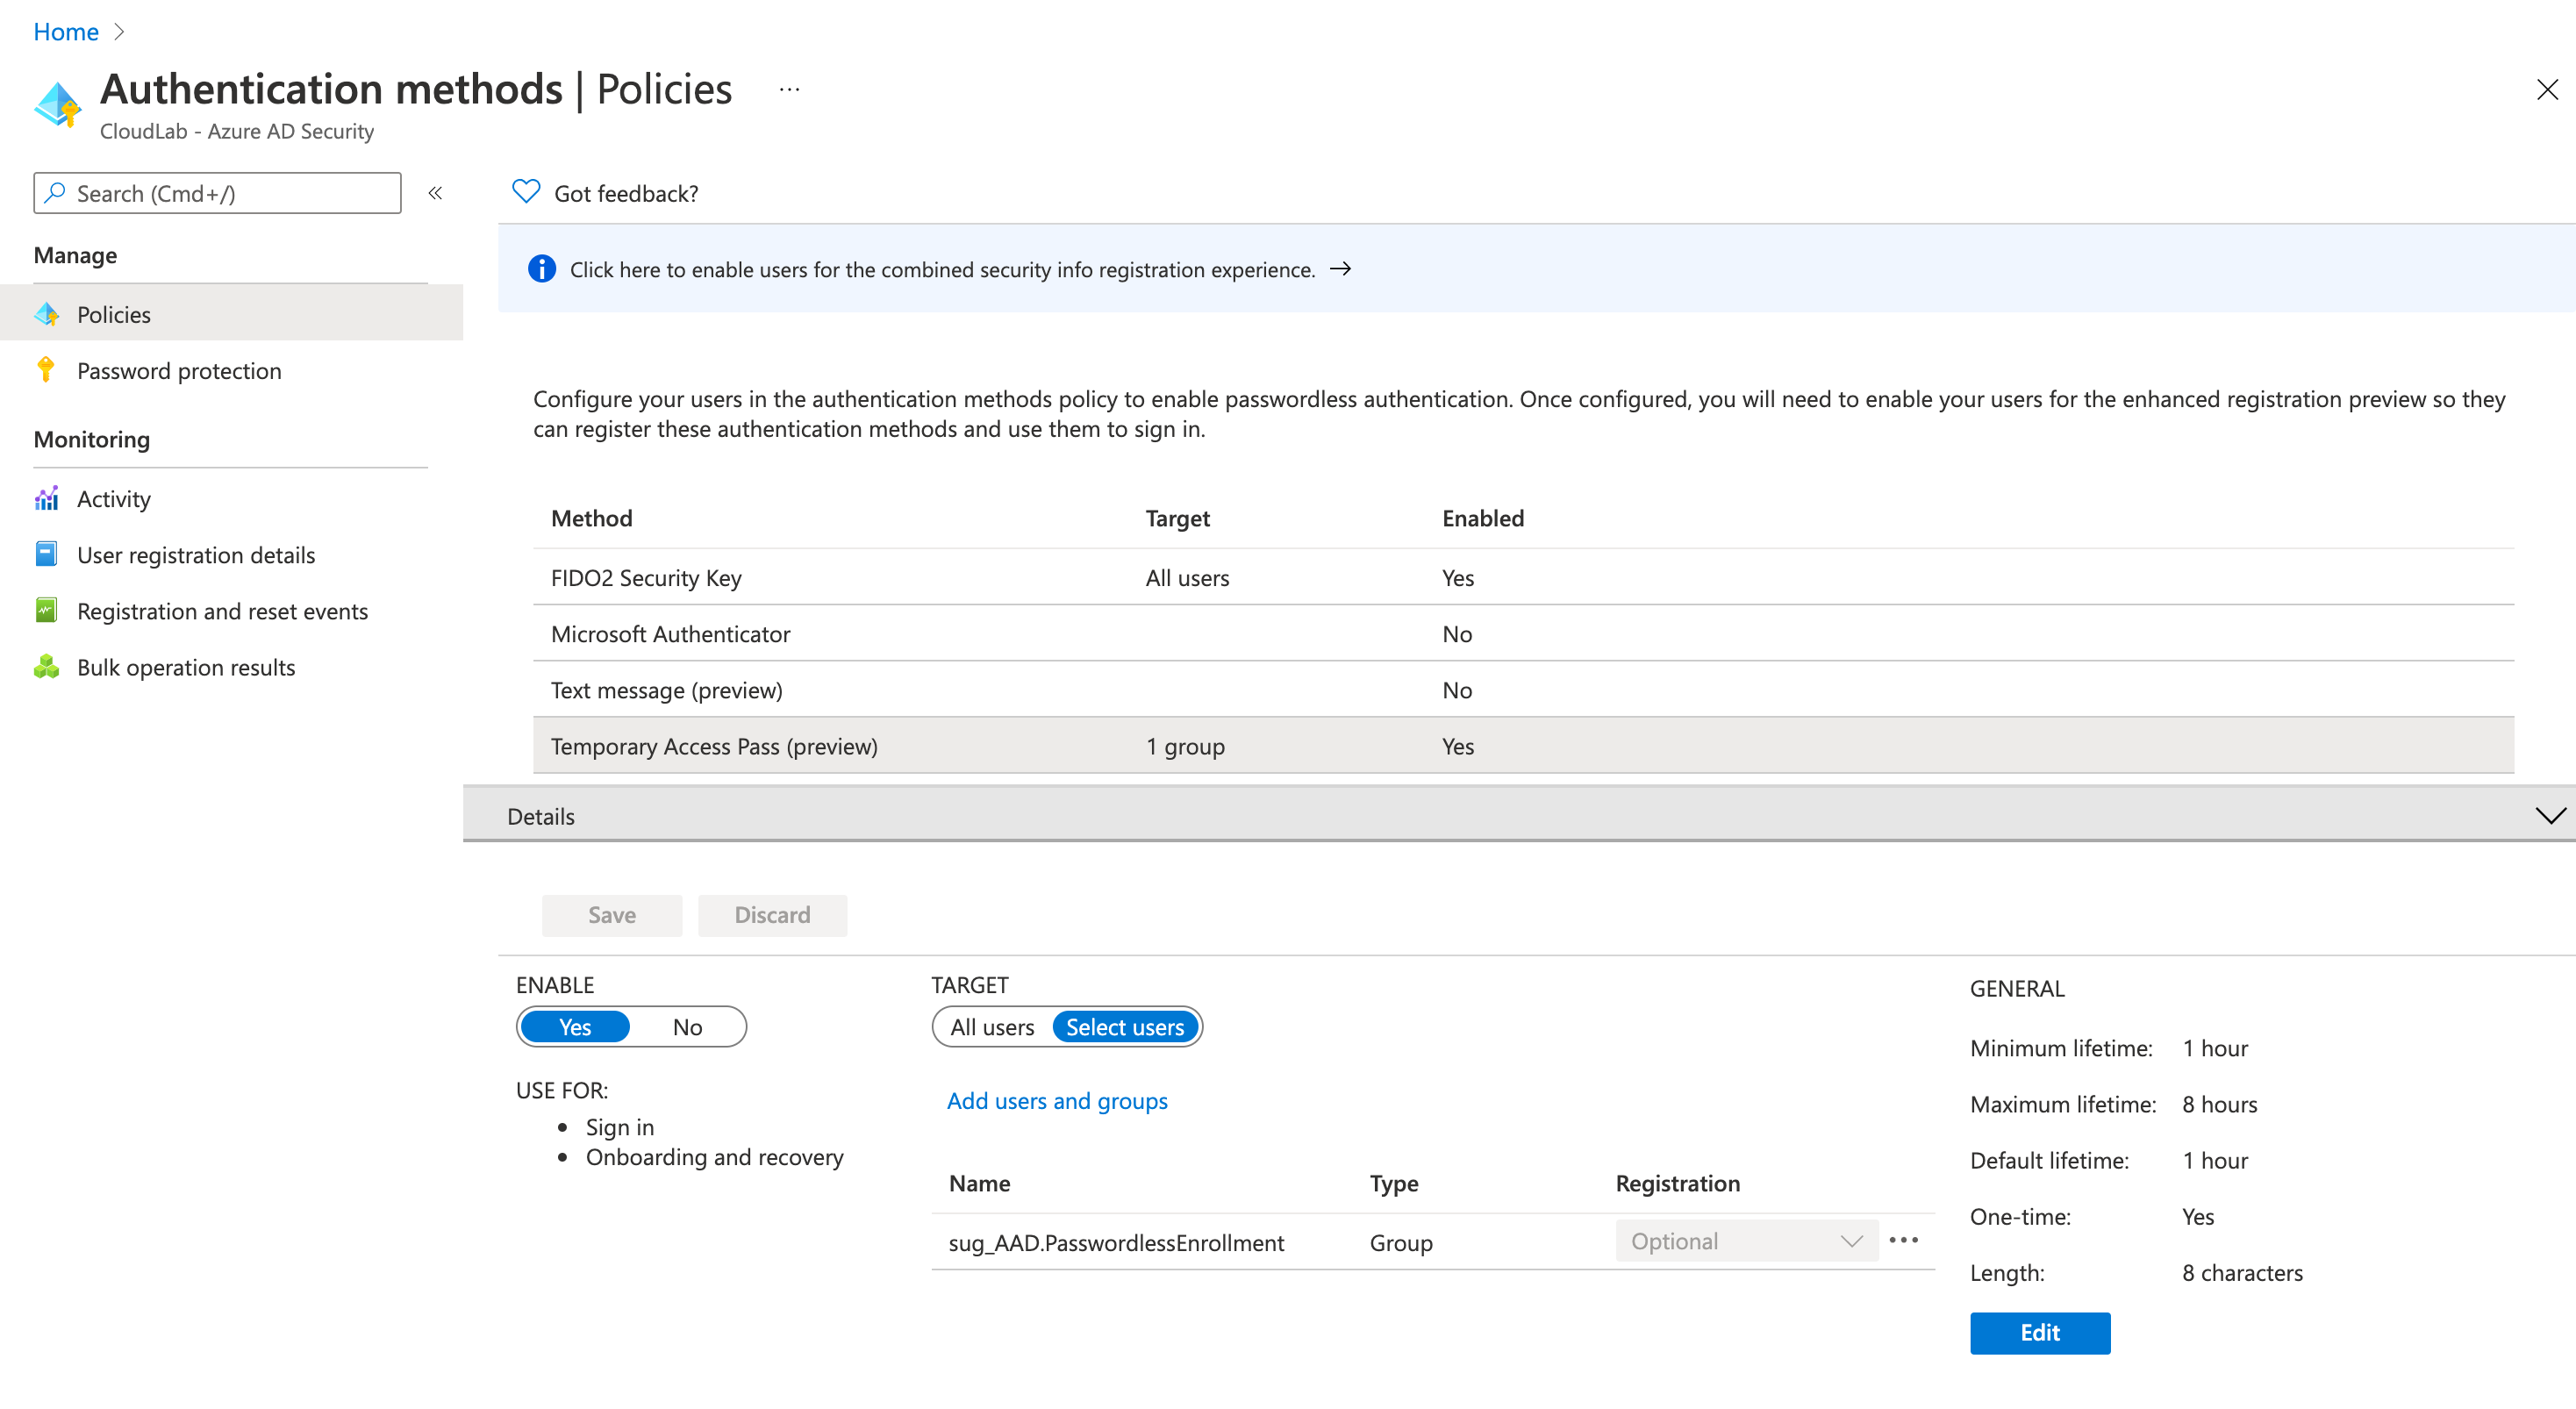 Home
Authentication methods | Policies ...
CloudLab - Azure AD Security
Search (Cmd+/)
«
Manage
Policies
Password protection
Monitoring
Activity
User registration details
Registration and reset events
Bulk operation results
Got feedback?
Click here to enable users for the combined security info registration experience. →
Configure your users in the authentication methods policy to enable passwordless authentication. Once configured, you will need to enable your users for the enhanced registration preview so they
can register these authentication methods and use them to sign in.
Method Target Enabled
FIDO2 Security Key All users Yes
Microsoft Authenticator No
Text message (preview) No
Temporary Access Pass (preview) 1 group Yes
Details
Save Discard
ENABLE
Yes No
USE FOR:
• Sign in
• Onboarding and recovery
TARGET
All users Select users
Add users and groups
Name Type Registration
sug_AAD.PasswordlessEnrollment Group Optional ...
GENERAL
Minimum lifetime: 1 hour
Maximum lifetime: 8 hours
Default lifetime: 1 hour
One-time: Yes
Length: 8 characters
Edit